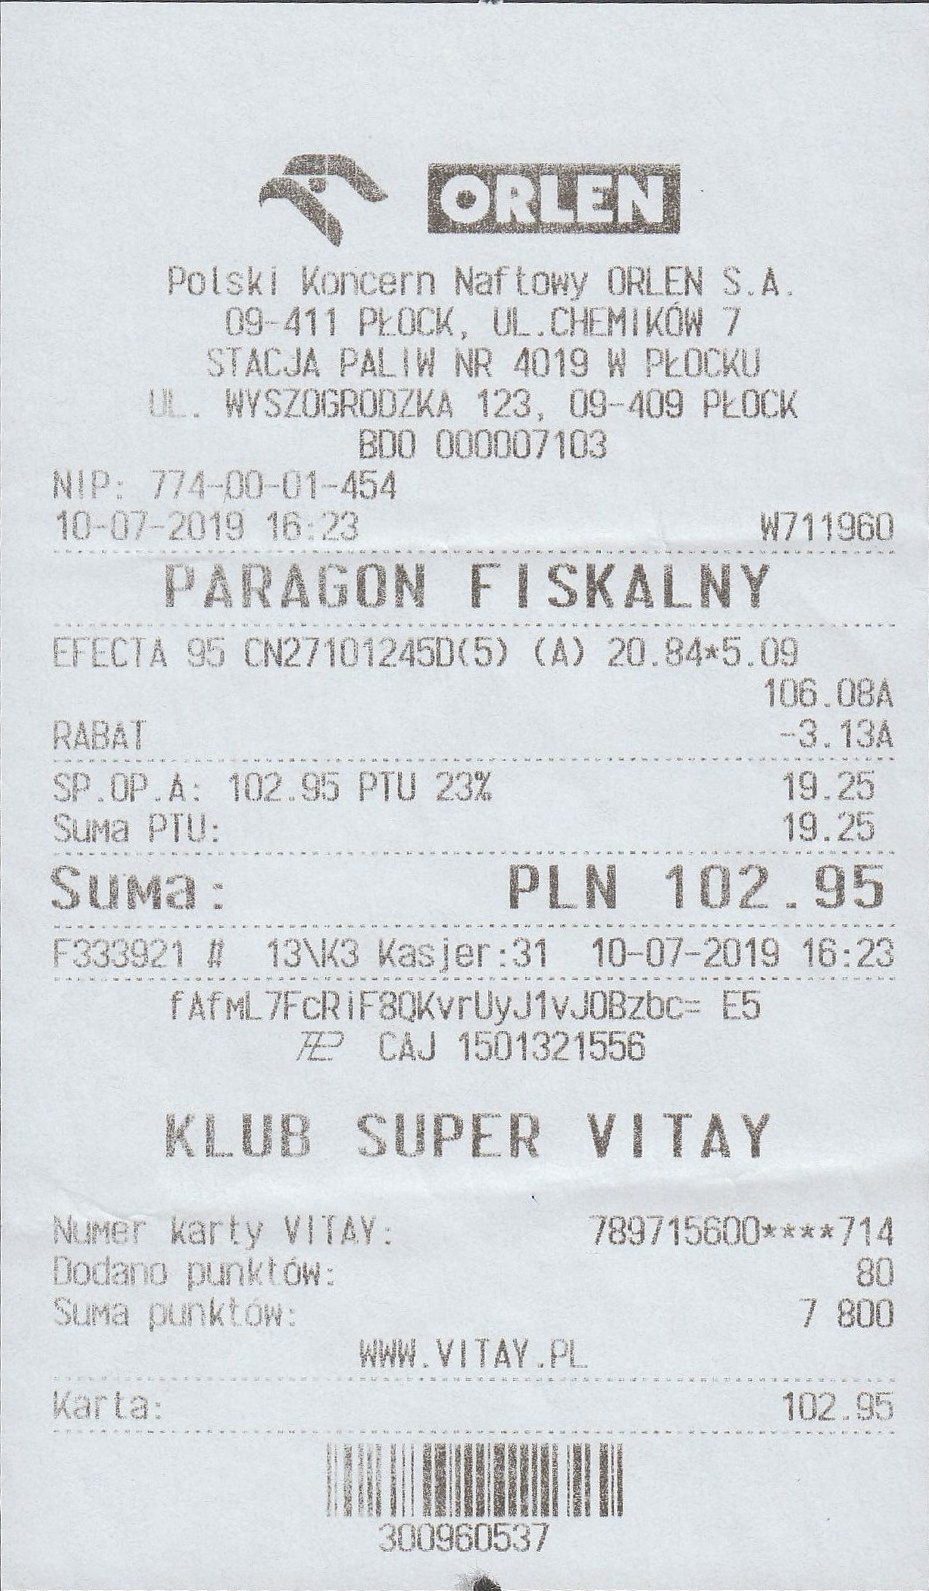 ORLEN
Polski Koncern Naftowy ORLEN S.A.
09-411 PŁOCK, UL.CHEMIKÓW 7
STACJA PALIW NR 4019 W PŁOCKU
UL. WYSZOGRODZKA 123, 09-409 PŁOCK
BDO 000007103
NIP: 774-00-01-454
10-07-2019 16:23 W711960
PARAGON FISKALNY
EFECTA 95 CN27101245D(5) (A) 20.84*5.09
106.08A
RABAT -3.13A
SP.OP.A: 102.95 PTU 23% 19.25
Suma PTU: 19.25
Suma: PLN 102.95
F333921 # 13\K3 Kasjer:31 10-07-2019 16:23
fAfmL7FcRiF8QKvrUyJ1vJ0Bzbc= E5
CAJ 1501321556
KLUB SUPER VITAY
Numer karty VITAY: 789715600****714
Dodano punktów: 80
Suma punktów: 7 800
WWW.VITAY.PL
Karta: 102.95
300960537